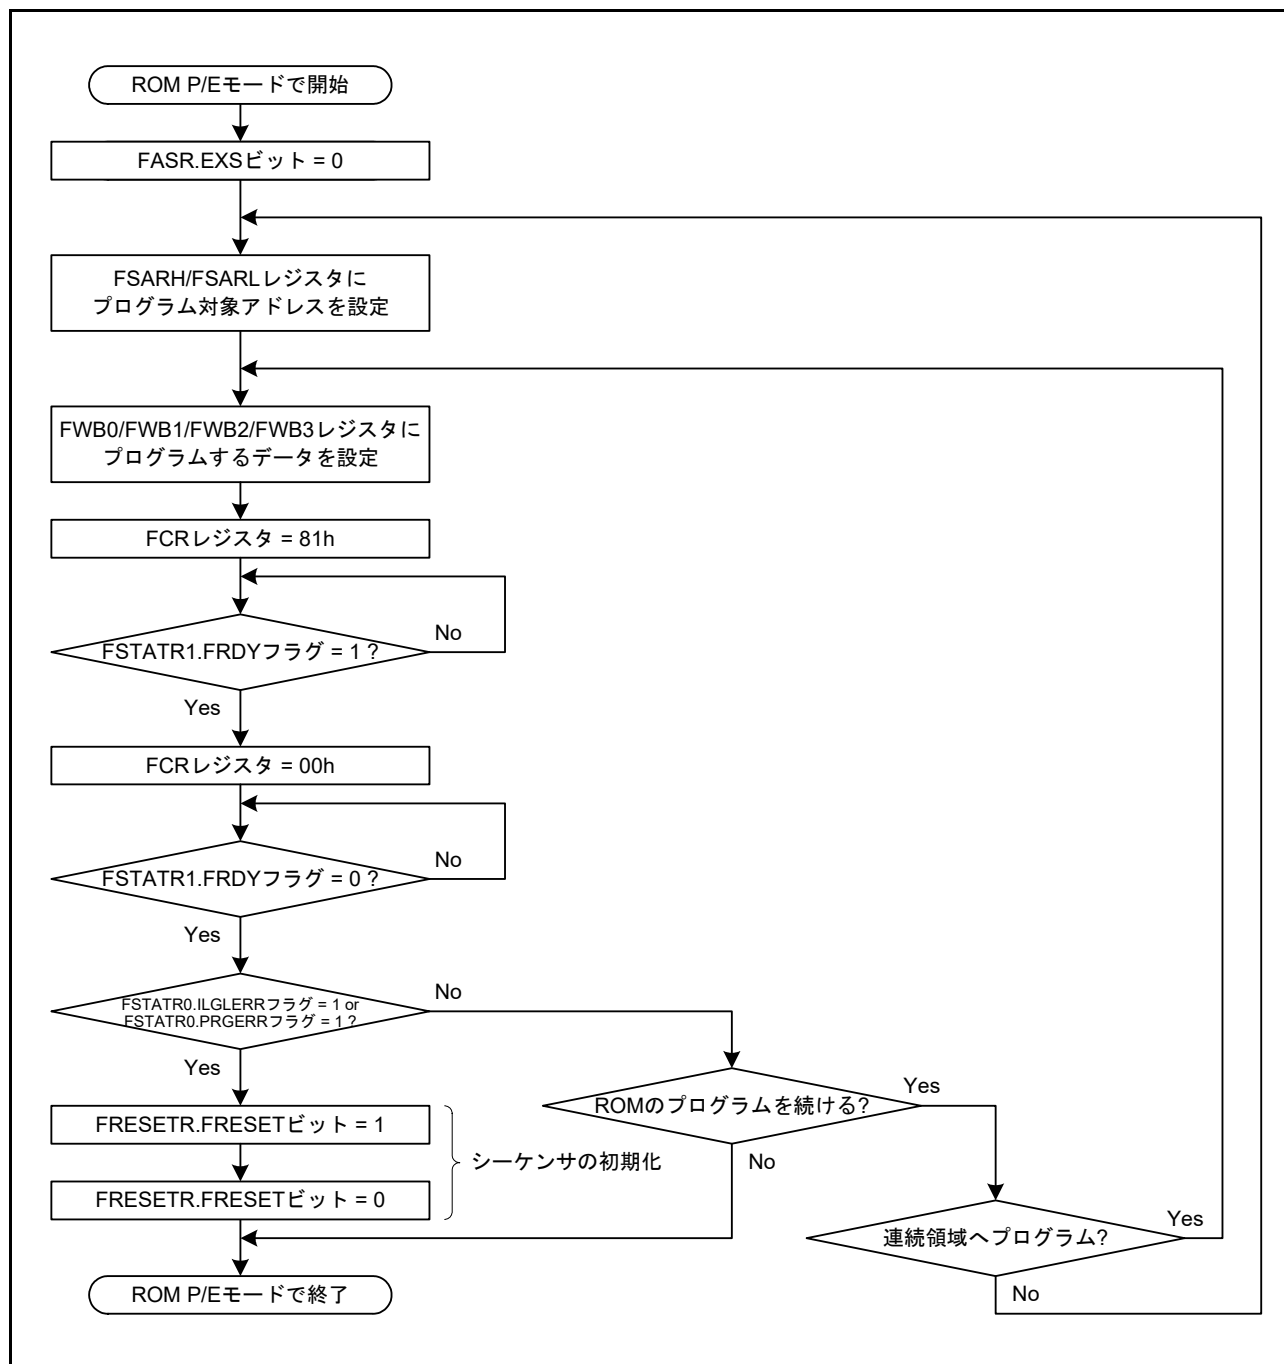 ROM P/Eモードで開始
FASR.EXSビット = 0
FSARH/FSARLレジスタに
プログラム対象アドレスを設定
FWB0/FWB1/FWB2/FWB3レジスタに
プログラムするデータを設定
FCRレジスタ = 81h
FSTATR1.FRDYフラグ = 1 ?
No
Yes
FCRレジスタ = 00h
FSTATR1.FRDYフラグ = 0 ?
No
Yes
FSTATR0.ILGLERRフラグ = 1 or
FSTATR0.PRGERRフラグ = 1 ?
No
Yes
ROMのプログラムを続ける?
Yes
No
FRESETR.FRESETビット = 1
シーケンサの初期化
FRESETR.FRESETビット = 0
連続領域へプログラム?
Yes
No
ROM P/Eモードで終了